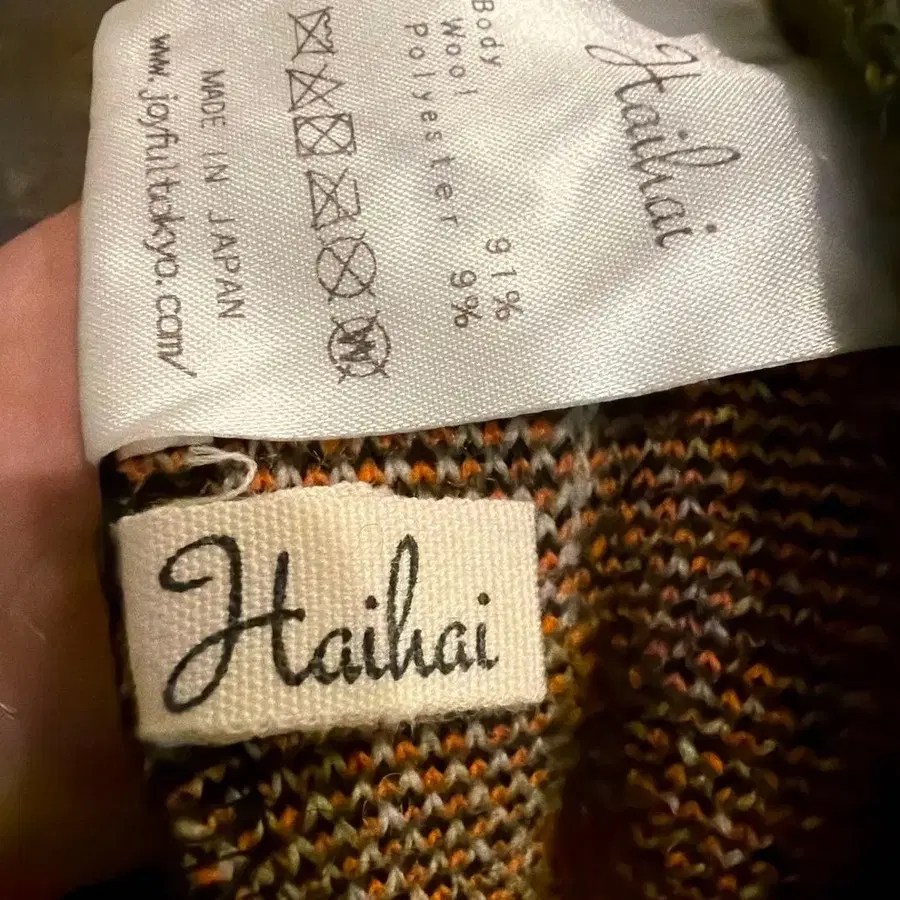 Haihai
Body
Wool 91%
Polyester 9%
MADE IN JAPAN
www.joyfultokyo.com/
Haihai